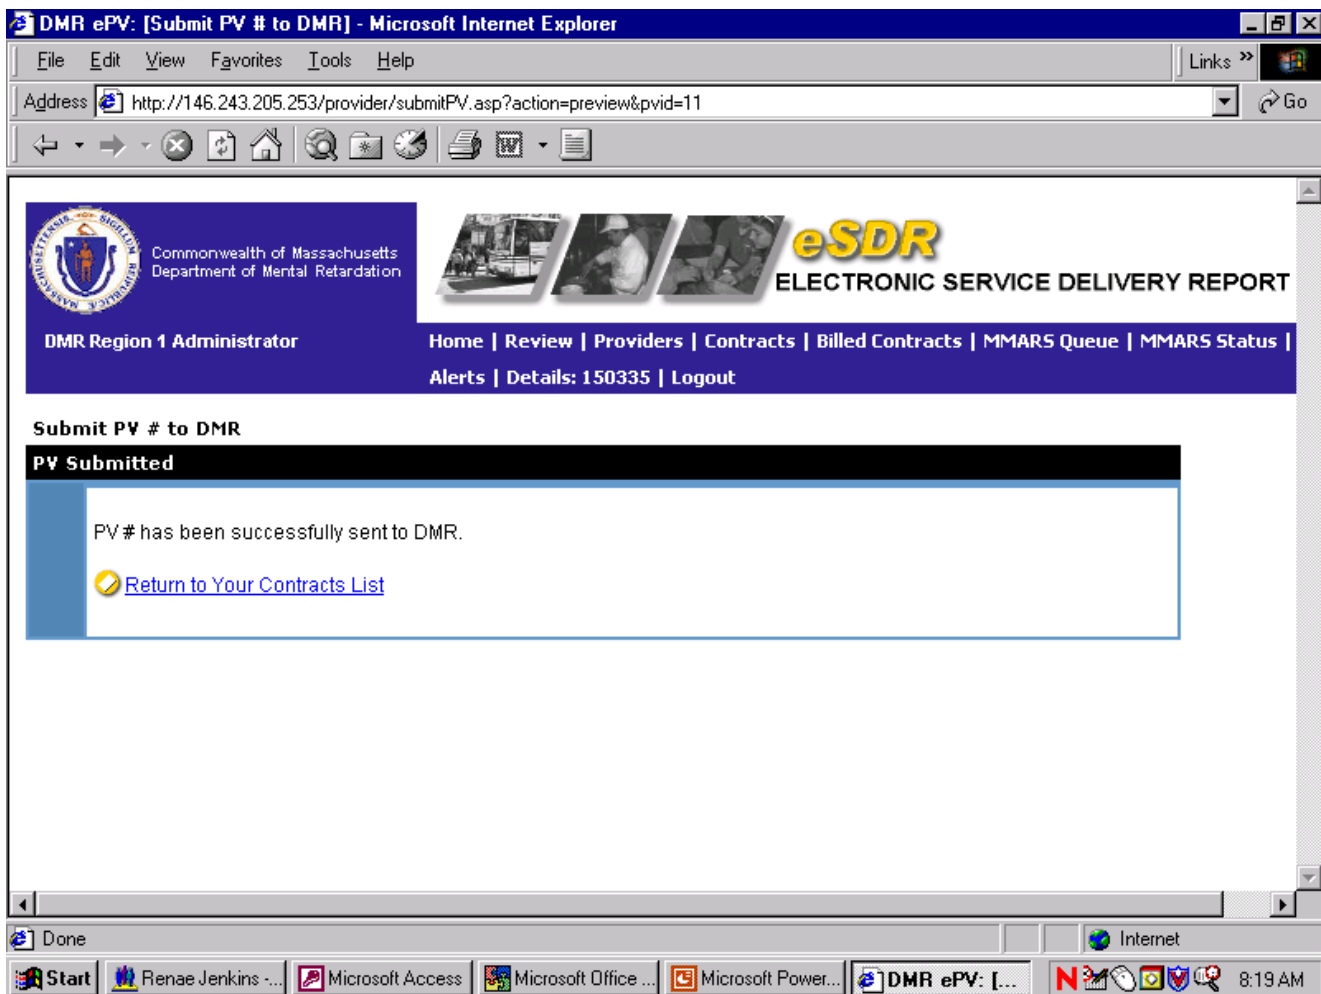 DMR ePV: [Submit PV # to DMR] - Microsoft Internet Explorer
File Edit View Favorites Tools Help Links »
Address http://146.243.205.253/provider/submitPV.asp?action=preview&pvid=11 Go
Commonwealth of Massachusetts
Department of Mental Retardation
eSDR
ELECTRONIC SERVICE DELIVERY REPORT
DMR Region 1 Administrator
Home | Review | Providers | Contracts | Billed Contracts | MMARS Queue | MMARS Status |
Alerts | Details: 150335 | Logout
Submit PV # to DMR
PV Submitted
PV # has been successfully sent to DMR.
Return to Your Contracts List
Done Internet
Start Renae Jenkins -... Microsoft Access Microsoft Office ... Microsoft Power... DMR ePV: [... N 8:19 AM